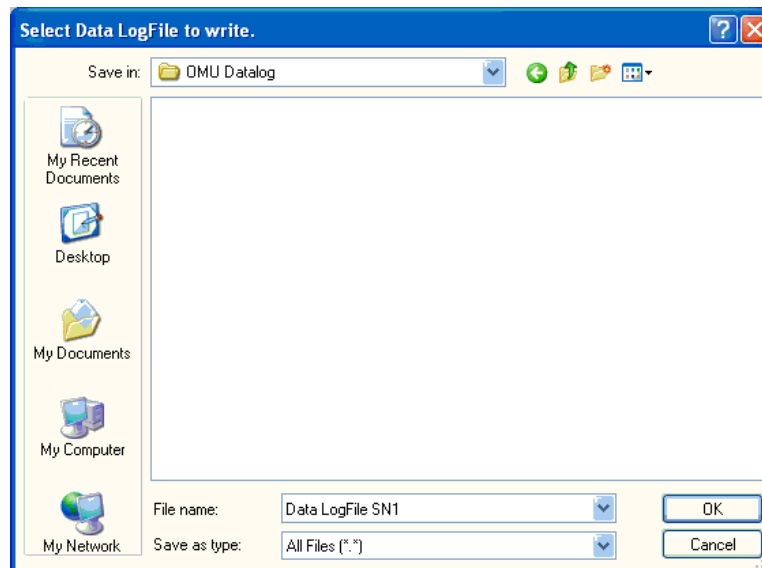 Select Data LogFile to write.
Save in: OMU Datalog
My Recent
Documents
Desktop
My Documents
My Computer
My Network
File name: Data LogFile SN1 OK
Save as type: All Files (*.*) Cancel